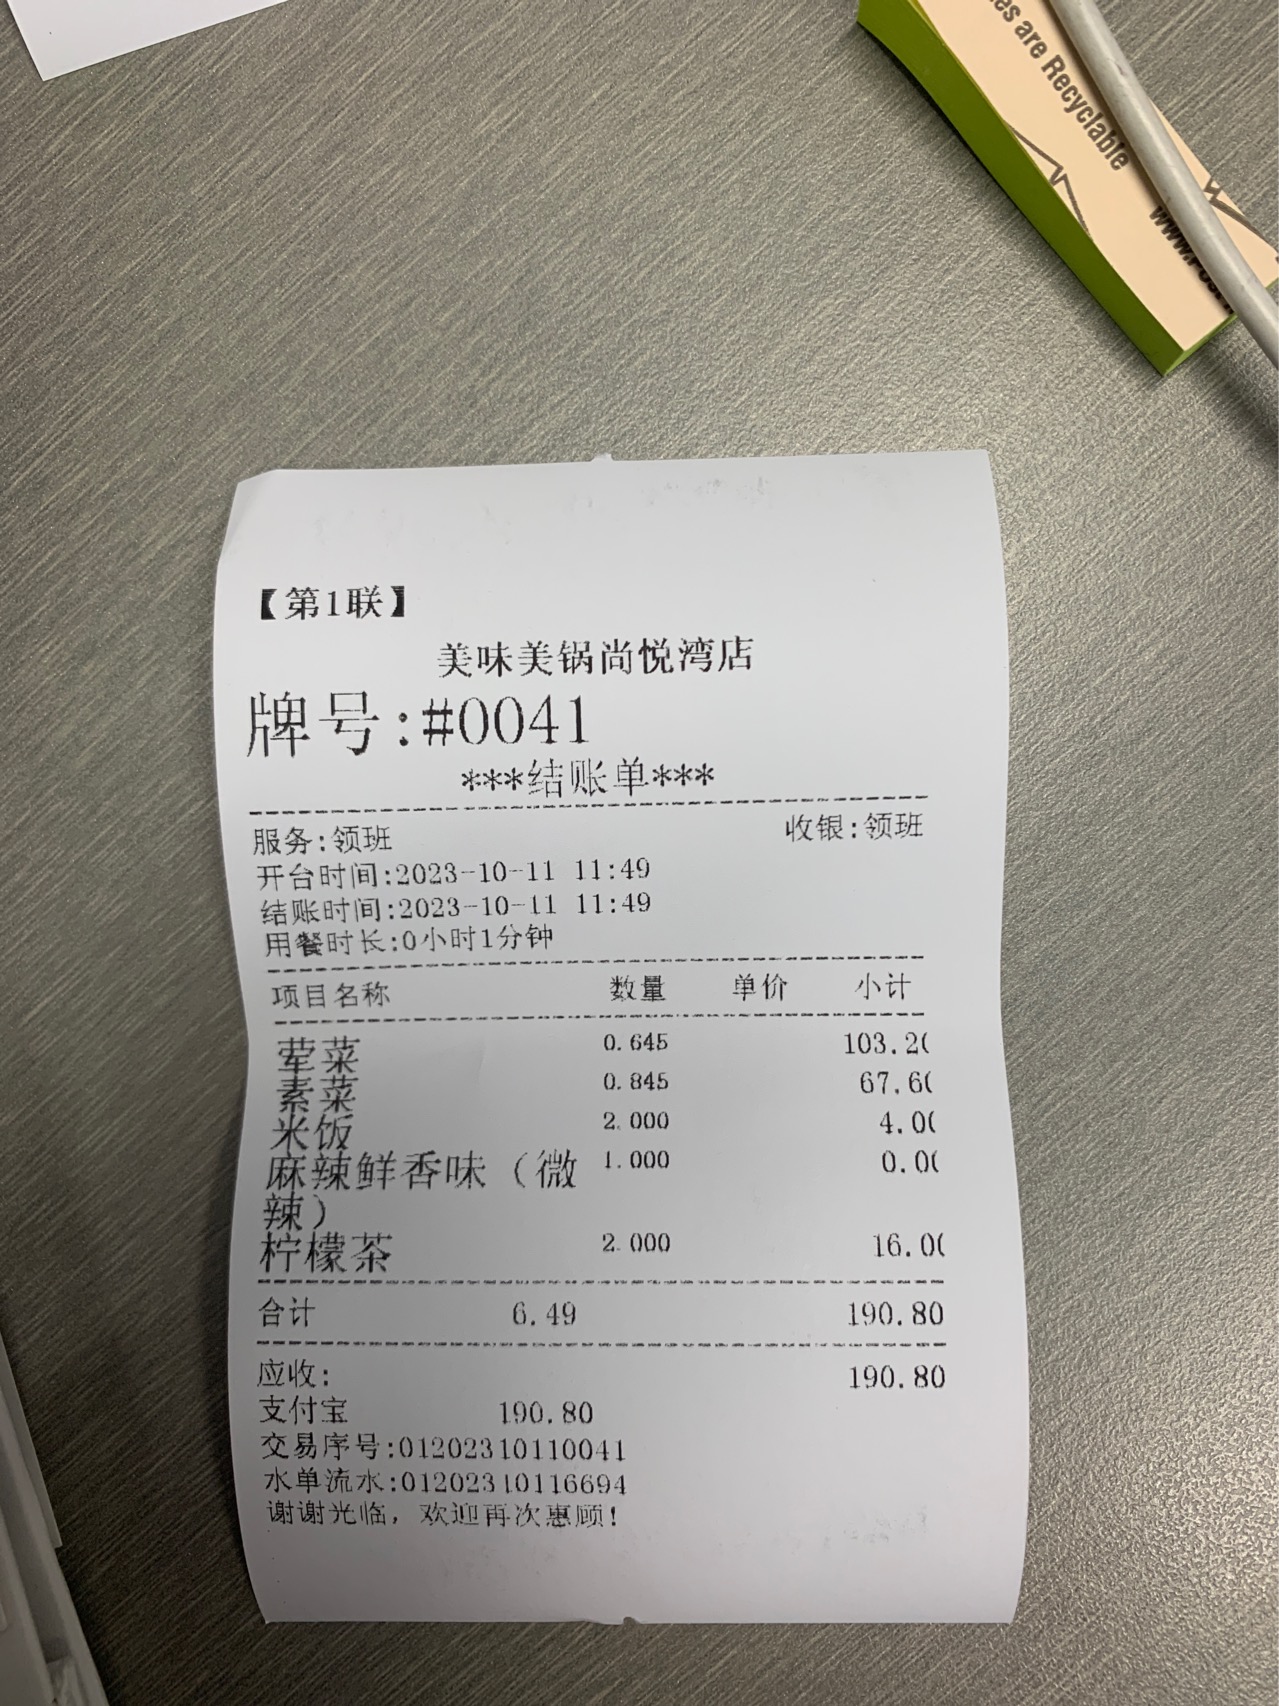 es are Recyclable
【第1联】
美味美锅尚悦湾店
牌号:#0041
***结账单***
服务:领班 收银:领班
开台时间:2023-10-11 11:49
结账时间:2023-10-11 11:49
用餐时长:0小时1分钟
项目名称 数量 单价 小计
荤菜 0.645 103.2(
素菜 0.845 67.6(
米饭 2.000 4.0(
麻辣鲜香味（微 1.000 0.0(
辣）
柠檬茶 2.000 16.0(
合计 6.49 190.80
应收: 190.80
支付宝 190.80
交易序号:01202310110041
水单流水:01202310116694
谢谢光临, 欢迎再次惠顾!